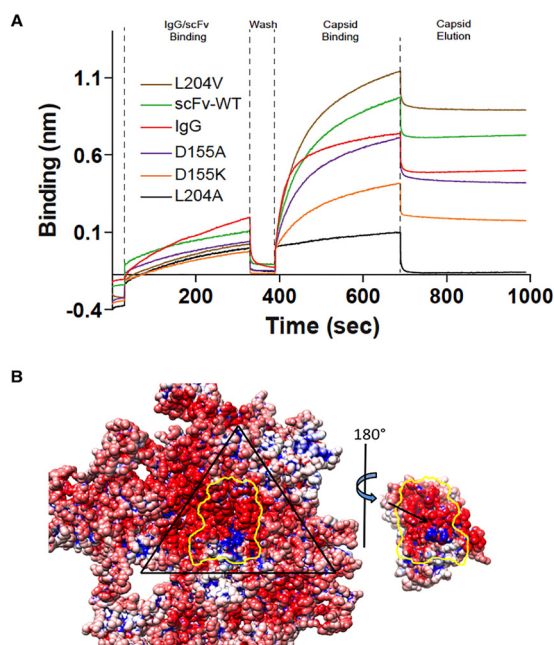 A
IgG/scFv
Binding
Wash
Capsid
Binding
Capsid
Elution
Binding (nm)
1.1
0.6
0.1
-0.4
L204V
scFv-WT
IgG
D155A
D155K
L204A
200
400
600
800
1000
Time (sec)
B
180°